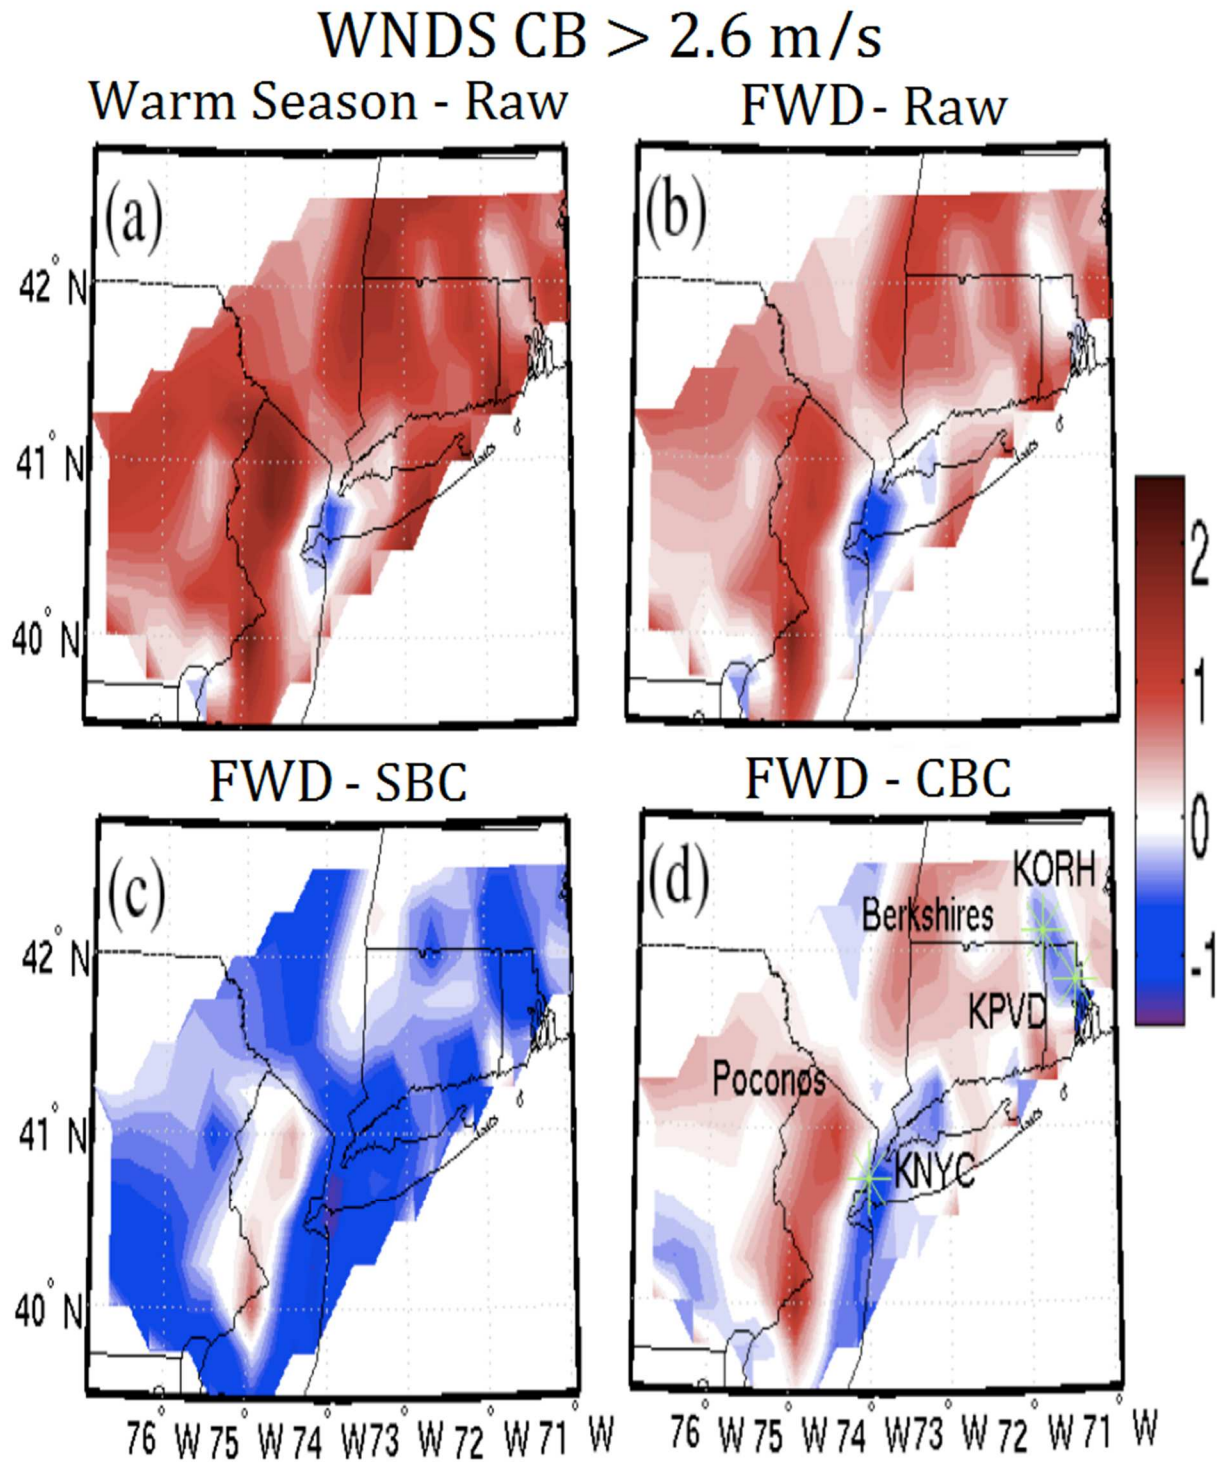 WNDS CB > 2.6 m/s
Warm Season - Raw
FWD - Raw
(a)
(b)
42° N
41° N
40° N
2
1
0
-1
FWD - SBC
FWD - CBC
(c)
(d)
KORH
Berkshires
KPVD
Poconos
KNYC
42° N
41° N
40° N
76° W 75° W 74° W 73° W 72° W 71° W
76° W 75° W 74° W 73° W 72° W 71° W